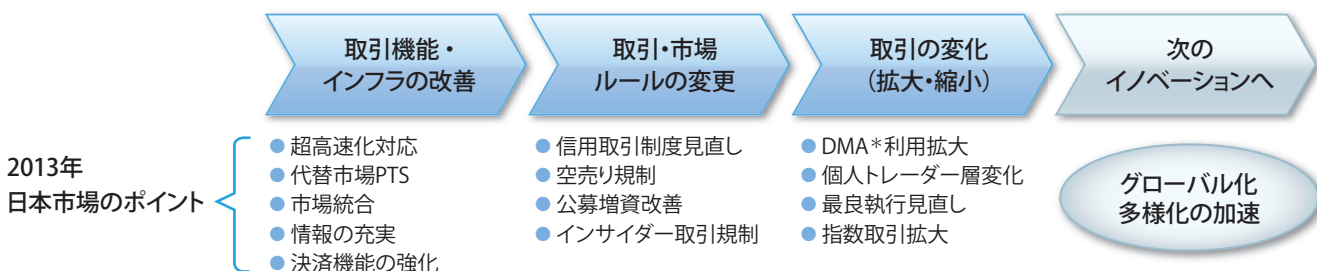 取引機能・
インフラの改善
取引・市場
ルールの変更
取引の変化
(拡大・縮小)
次の
イノベーションへ
2013年
日本市場のポイント
● 超高速化対応
● 代替市場PTS
● 市場統合
● 情報の充実
● 決済機能の強化
● 信用取引制度見直し
● 空売り規制
● 公募増資改善
● インサイダー取引規制
● DMA*利用拡大
● 個人トレーダー層変化
● 最良執行見直し
● 指数取引拡大
グローバル化
多様化の加速